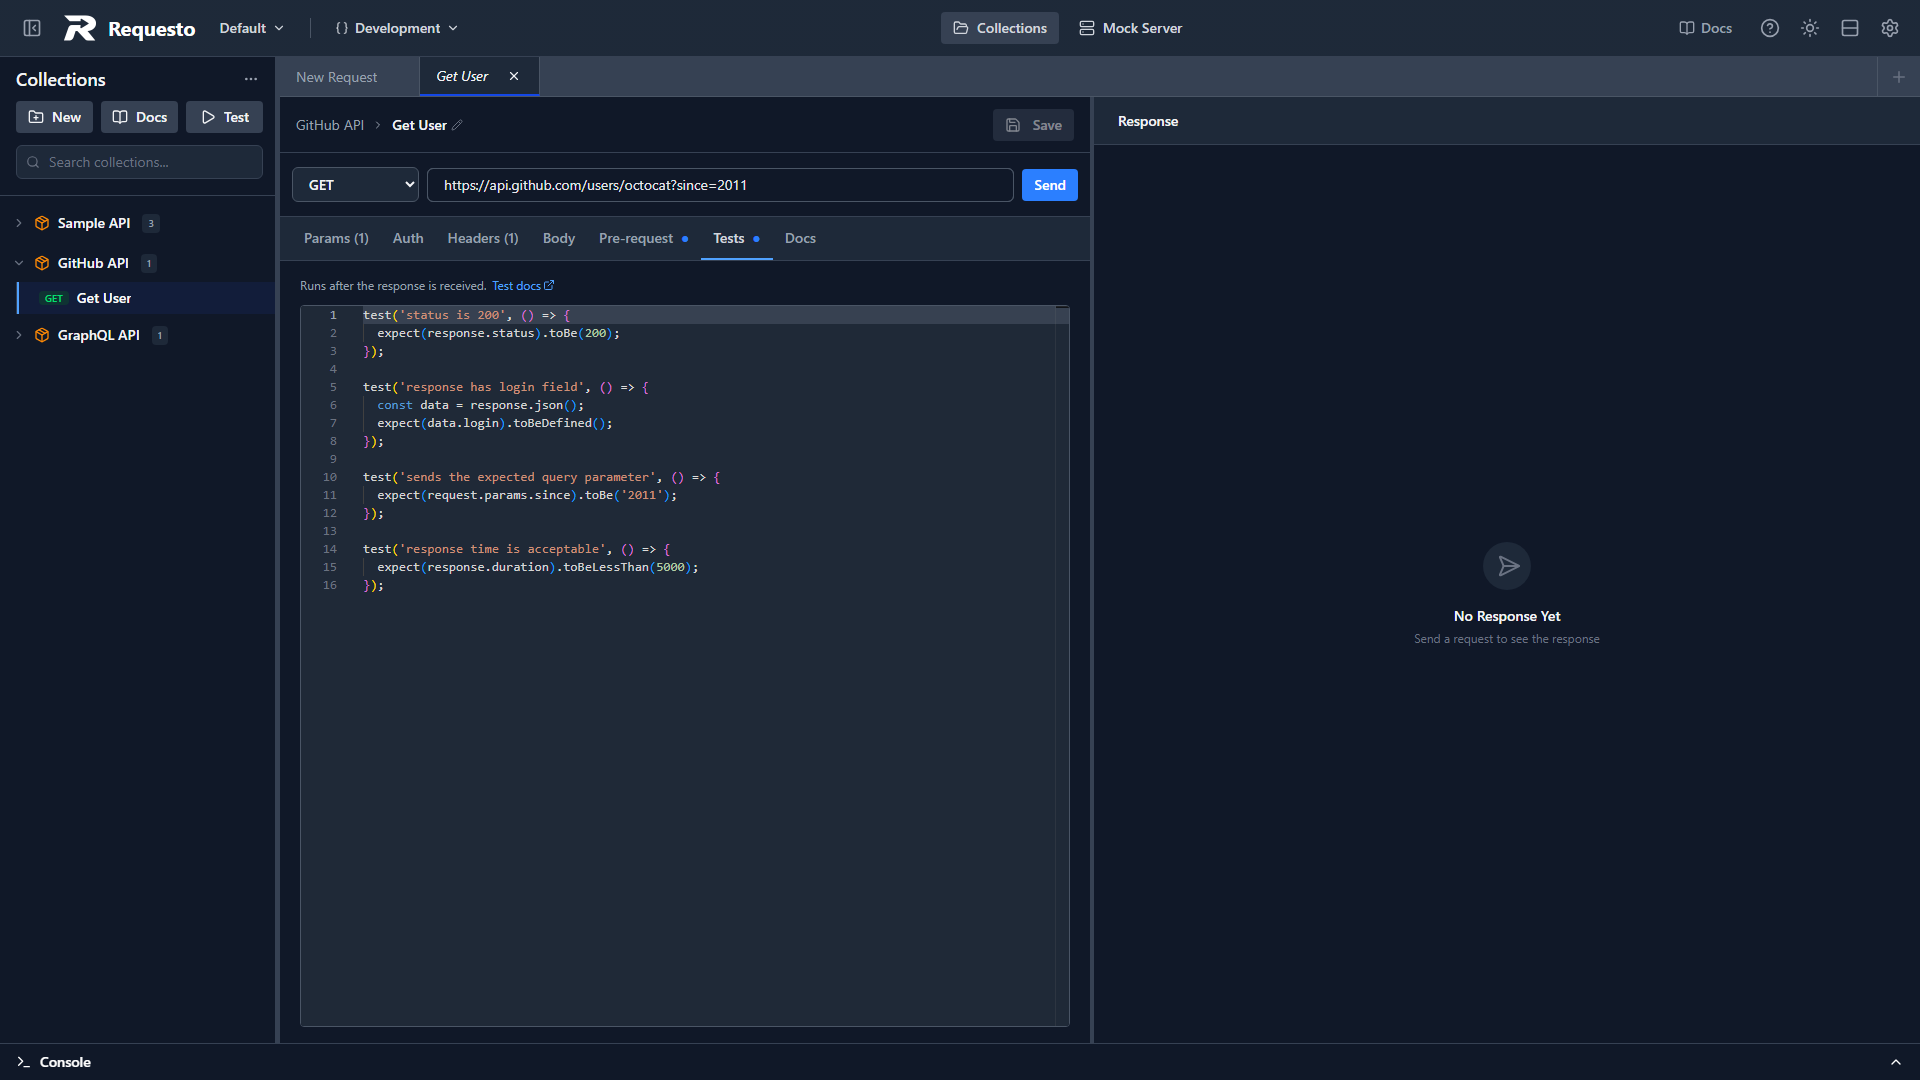 Requesto
Default
{ } Development
Collections
Mock Server
Docs
Collections
New
Docs
Test
Search collections...
Sample API 3
GitHub API 1
GET Get User
GraphQL API 1
New Request
Get User
GitHub API > Get User
Save
GET
https://api.github.com/users/octocat?since=2011
Send
Params (1)
Auth
Headers (1)
Body
Pre-request
Tests
Docs
Runs after the response is received. Test docs
1 test('status is 200', () => {
2 expect(response.status).toBe(200);
3 });
4
5 test('response has login field', () => {
6 const data = response.json();
7 expect(data.login).toBeDefined();
8 });
9
10 test('sends the expected query parameter', () => {
11 expect(request.params.since).toBe('2011');
12 });
13
14 test('response time is acceptable', () => {
15 expect(response.duration).toBeLessThan(5000);
16 });
Response
No Response Yet
Send a request to see the response
Console